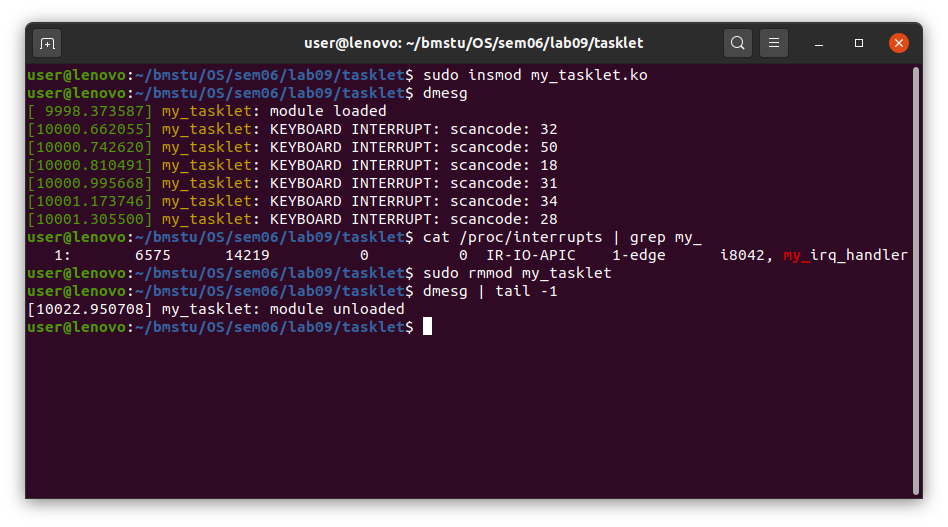 user@lenovo: ~/bmstu/OS/sem06/lab09/tasklet
user@lenovo:~/bmstu/OS/sem06/lab09/tasklet$ sudo insmod my_tasklet.ko
user@lenovo:~/bmstu/OS/sem06/lab09/tasklet$ dmesg
[ 9998.373587] my_tasklet: module loaded
[10000.662055] my_tasklet: KEYBOARD INTERRUPT: scancode: 32
[10000.742620] my_tasklet: KEYBOARD INTERRUPT: scancode: 50
[10000.810491] my_tasklet: KEYBOARD INTERRUPT: scancode: 18
[10000.995668] my_tasklet: KEYBOARD INTERRUPT: scancode: 31
[10001.173746] my_tasklet: KEYBOARD INTERRUPT: scancode: 34
[10001.305500] my_tasklet: KEYBOARD INTERRUPT: scancode: 28
user@lenovo:~/bmstu/OS/sem06/lab09/tasklet$ cat /proc/interrupts | grep my_
   1:       6575      14219          0          0  IR-IO-APIC    1-edge      i8042, my_irq_handler
user@lenovo:~/bmstu/OS/sem06/lab09/tasklet$ sudo rmmod my_tasklet
user@lenovo:~/bmstu/OS/sem06/lab09/tasklet$ dmesg | tail -1
[10022.950708] my_tasklet: module unloaded
user@lenovo:~/bmstu/OS/sem06/lab09/tasklet$